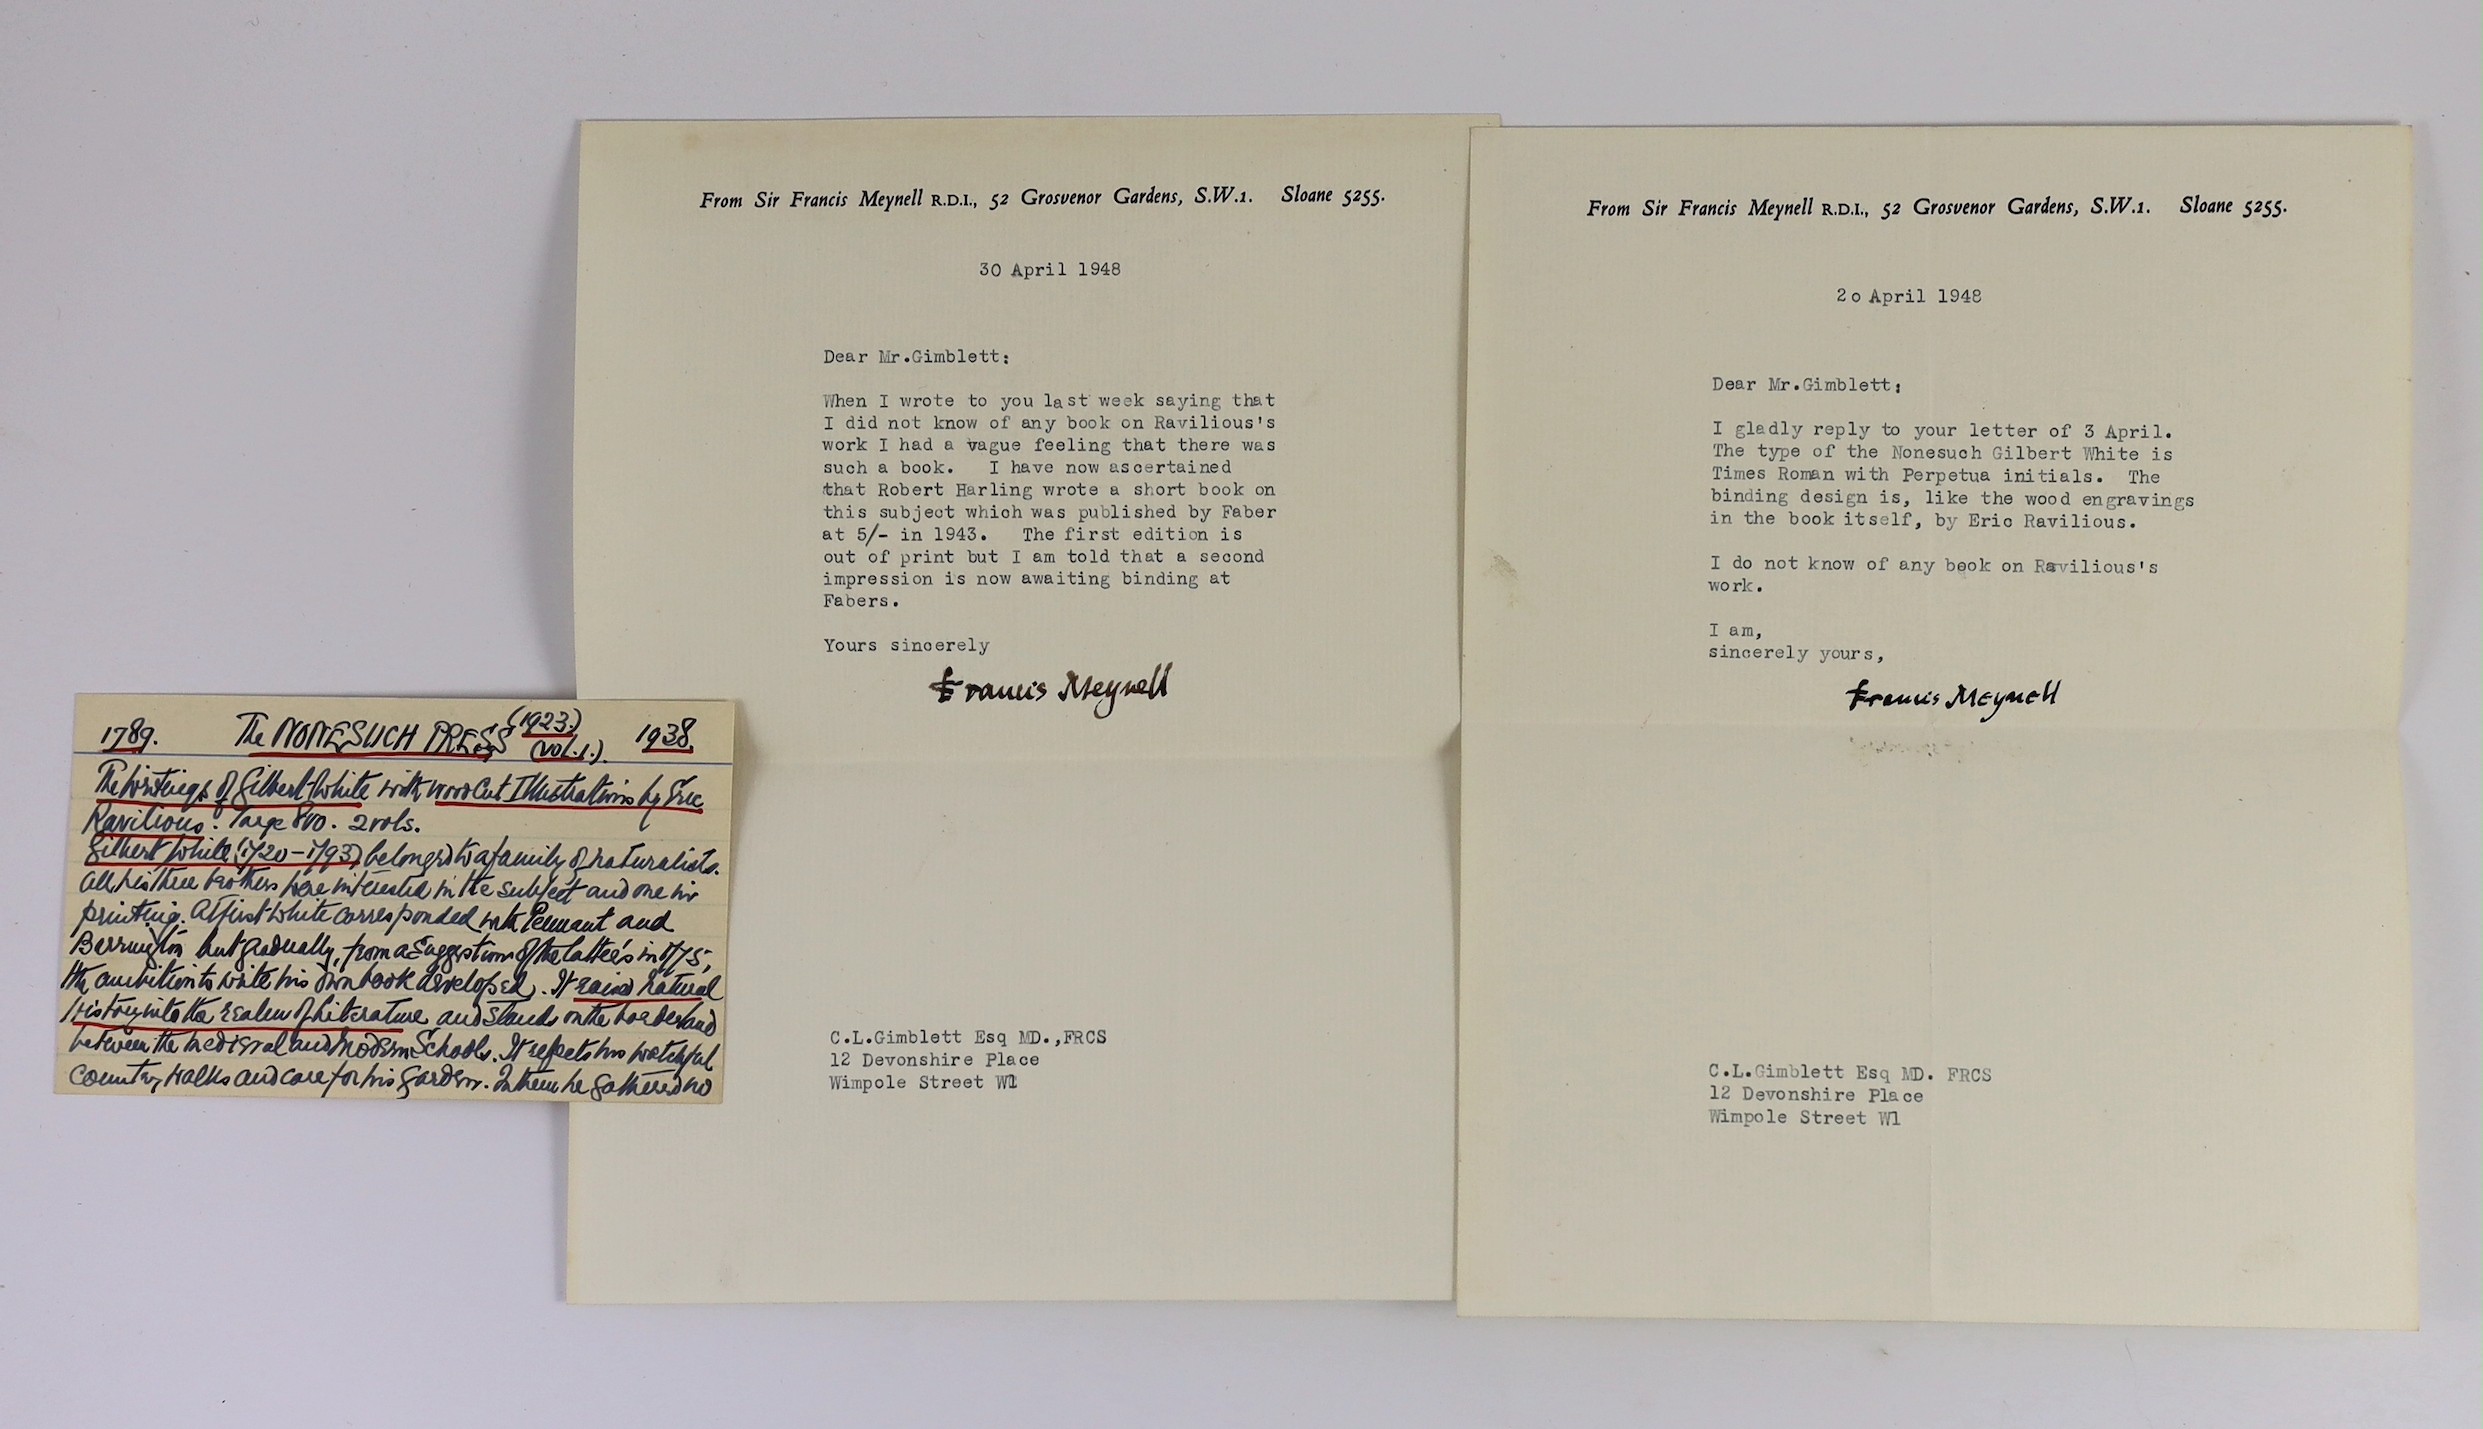 1789. The NONESUCH PRESS (1923.) (vol. 1.). 1938.
The Writings of Gilbert White with wood Cut Illustrations by Eric
Ravilious. Large 8vo. 2 vols.
Gilbert White (1720-1793) belonged to a family of naturalists.
All his three brothers were interested in the subject and one in
printing. At first White corresponded with Pennant and
Berrington but gradually, from a Suggestion of the latter's in 1775,
the ambition to write his own book developed. It raised natural
history into the realm of literature and stands on the borderland
between the medieval and modern Schools. It reflects his watchful
country walks and care for his garden. In them he gathered no
From Sir Francis Meynell R.D.I., 52 Grosvenor Gardens, S.W.1. Sloane 5255.
30 April 1948
Dear Mr.Gimblett:
When I wrote to you last week saying that
I did not know of any book on Ravilious's
work I had a vague feeling that there was
such a book. I have now ascertained
that Robert Harling wrote a short book on
this subject which was published by Faber
at 5/- in 1943. The first edition is
out of print but I am told that a second
impression is now awaiting binding at
Fabers.
Yours sincerely
Francis Meynell
C.L.Gimblett Esq MD.,FRCS
12 Devonshire Place
Wimpole Street W1
From Sir Francis Meynell R.D.I., 52 Grosvenor Gardens, S.W.1. Sloane 5255.
20 April 1948
Dear Mr.Gimblett:
I gladly reply to your letter of 3 April.
The type of the Nonesuch Gilbert White is
Times Roman with Perpetua initials. The
binding design is, like the wood engravings
in the book itself, by Eric Ravilious.
I do not know of any book on Ravilious's
work.
I am,
sincerely yours,
Francis Meynell
C.L.Gimblett Esq MD. FRCS
12 Devonshire Place
Wimpole Street W1